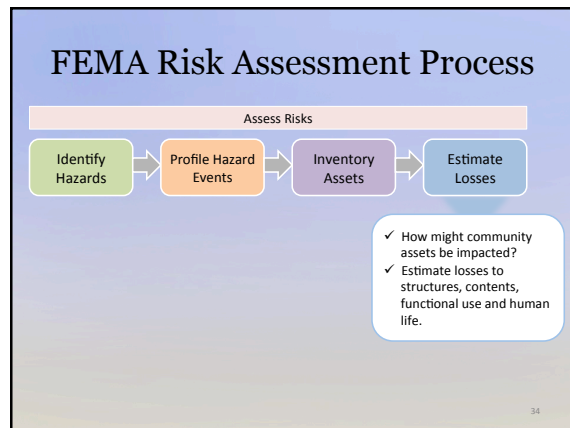 FEMA Risk Assessment Process
Assess Risks
Identify
Hazards
Profile Hazard
Events
Inventory
Assets
Estimate
Losses
✓ How might community
assets be impacted?
✓ Estimate losses to
structures, contents,
functional use and human
life.
34